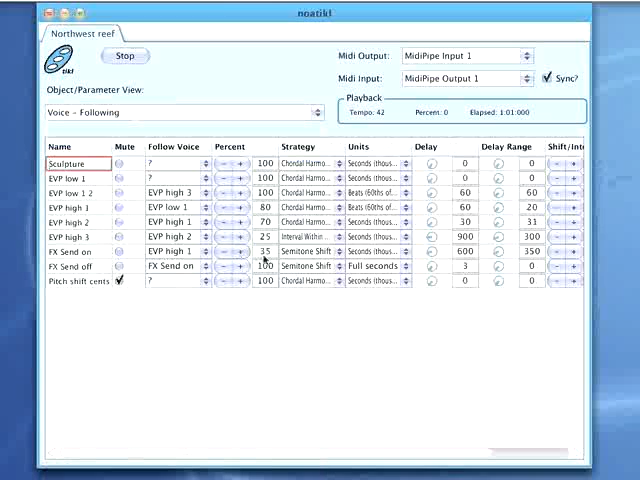 noatikl
Northwest reef
tikl
Stop
Midi Output: MidiPipe Input 1
Midi Input: MidiPipe Output 1 Sync?
Object/Parameter View:
Voice - Following
Playback
Tempo: 42 Percent: 0 Elapsed: 1:01:000
Name Mute Follow Voice Percent Strategy Units Delay Delay Range Shift/Inte
Sculpture ? - + 100 Chordal Harmo... Seconds (thous... 0 0 - +
EVP low 1 ? - + 100 Chordal Harmo... Seconds (thous... 0 0 - +
EVP low 1 2 EVP high 3 - + 100 Chordal Harmo... Beats (60ths of... 60 60 - +
EVP high 1 EVP low 1 - + 80 Chordal Harmo... Beats (60ths of... 60 20 - +
EVP high 2 EVP high 1 - + 70 Chordal Harmo... Seconds (thous... 30 31 - +
EVP high 3 EVP high 2 - + 25 Interval Within ... Seconds (thous... 900 300 - +
FX Send on EVP high 1 - + 35 Semitone Shift Seconds (thous... 600 350 - +
FX Send off FX Send on - + 100 Semitone Shift Full seconds 3 0 - +
Pitch shift cents ? - + 100 Chordal Harmo... Seconds (thous... 0 0 - +